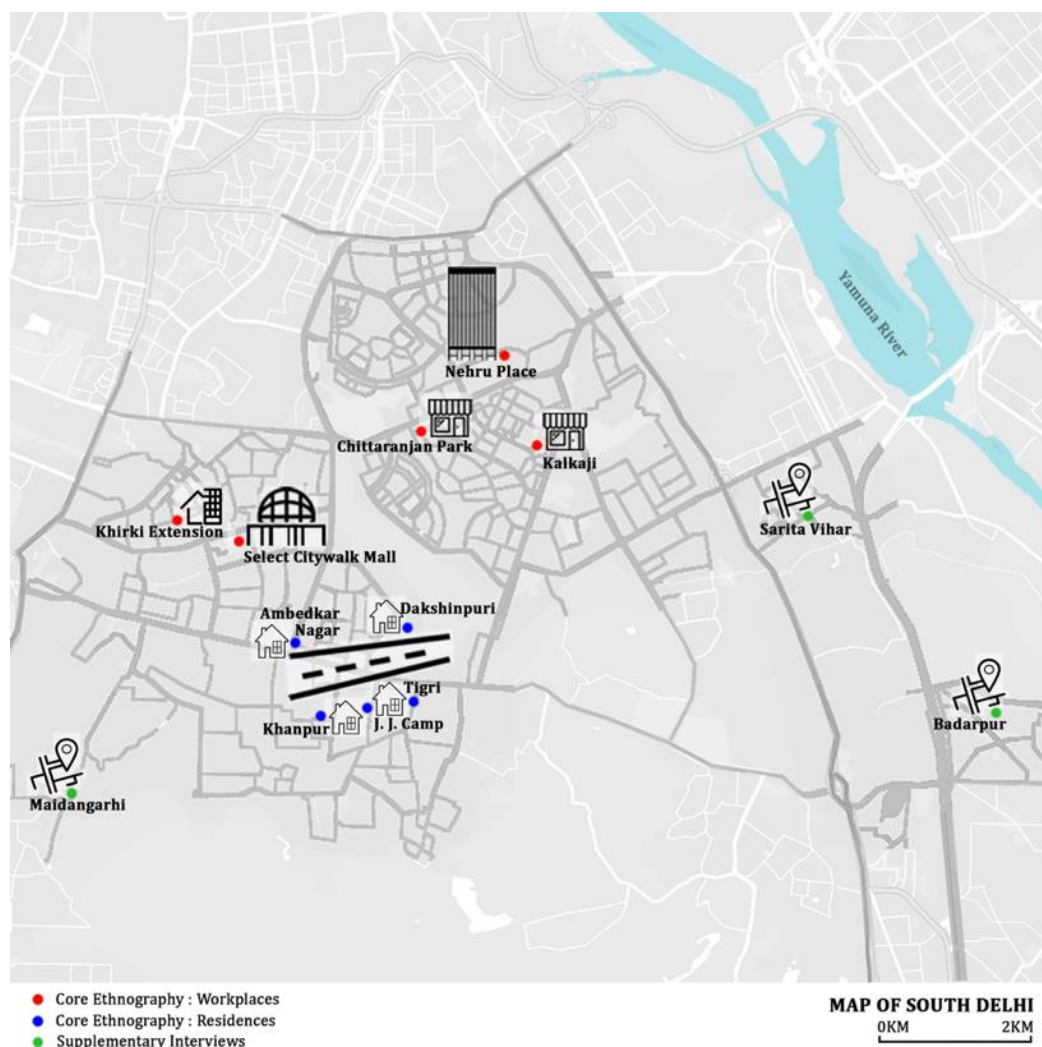 Yamuna River
Nehru Place
Chittaranjan Park
Kalkaji
Sarita Vihar
Khirki Extension
Select Citywalk Mall
Ambedkar
Nagar
Dakshinpuri
Tigri
Khanpur
J. J. Camp
Badarpur
Maidangarhi
Core Ethnography : Workplaces
Core Ethnography : Residences
Supplementary Interviews
MAP OF SOUTH DELHI
0KM 2KM